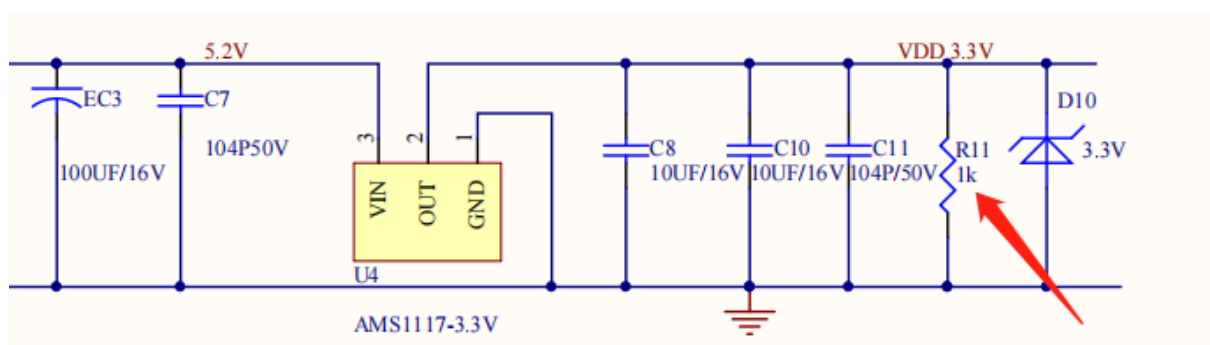 5.2V
VDD 3.3V
EC3
C7
100UF/16V
104P50V
3
2
1
VIN
OUT
GND
U4
AMS1117-3.3V
C8
10UF/16V
C10
10UF/16V
C11
104P/50V
R11
1k
D10
3.3V